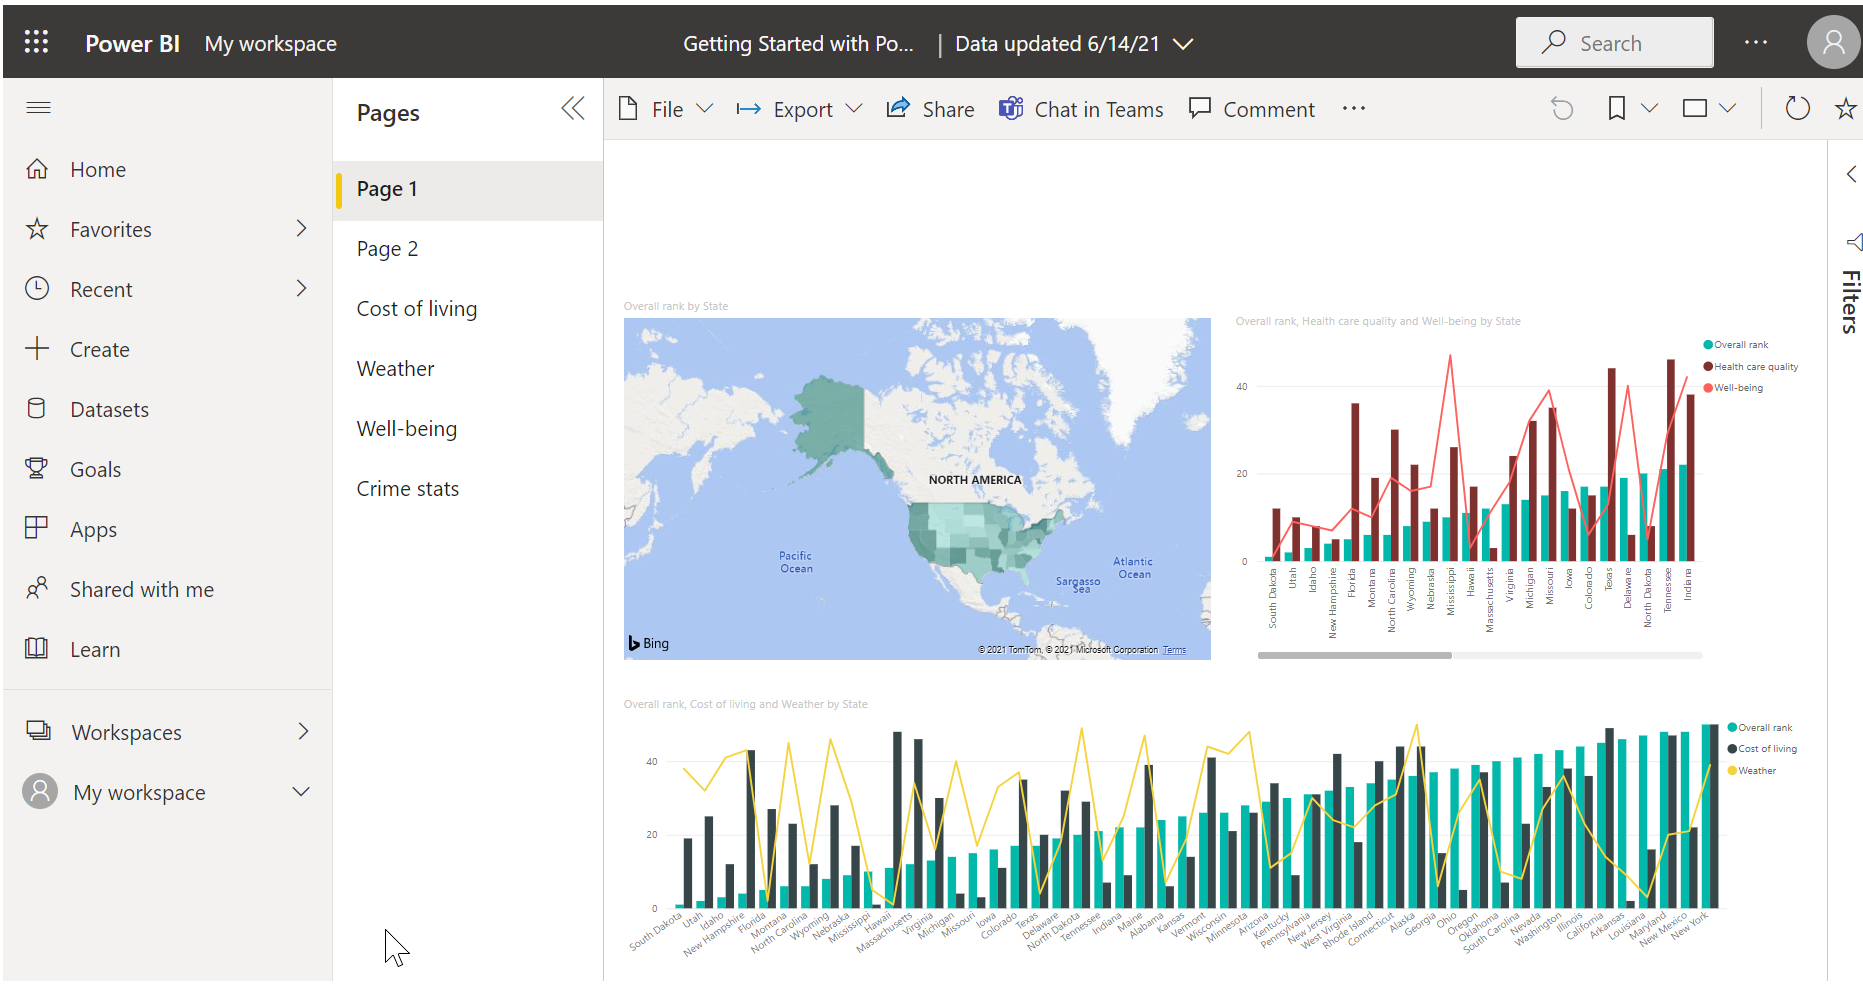 Power BI My workspace
Getting Started with Po... | Data updated 6/14/21
Search
Home
Favorites
Recent
Create
Datasets
Goals
Apps
Shared with me
Learn
Workspaces
My workspace
Pages
Page 1
Page 2
Cost of living
Weather
Well-being
Crime stats
File Export Share Chat in Teams Comment
Filters
Overall rank by State
NORTH AMERICA
Pacific
Ocean
Atlantic
Ocean
Sargasso
Sea
Bing
© 2021 TomTom, © 2021 Microsoft Corporation Terms
Overall rank, Health care quality and Well-being by State
Overall rank
Health care quality
Well-being
40
20
0
South Dakota
Utah
Idaho
New Hampshire
Florida
Montana
North Carolina
Wyoming
Nebraska
Mississippi
Hawaii
Massachusetts
Virginia
Michigan
Missouri
Iowa
Colorado
Texas
Delaware
North Dakota
Tennessee
Indiana
Overall rank, Cost of living and Weather by State
Overall rank
Cost of living
Weather
40
20
0
South Dakota
Utah
Idaho
New Hampshire
Florida
Montana
North Carolina
Wyoming
Nebraska
Mississippi
Hawaii
Massachusetts
Virginia
Michigan
Missouri
Iowa
Colorado
Texas
Delaware
North Dakota
Tennessee
Indiana
Maine
Alabama
Kansas
Vermont
Wisconsin
Minnesota
Arizona
Kentucky
Pennsylvania
New Jersey
West Virginia
Rhode Island
Connecticut
Alaska
Georgia
Ohio
Oregon
Oklahoma
South Carolina
Nevada
Washington
Illinois
California
Arkansas
Louisiana
Maryland
New Mexico
New York